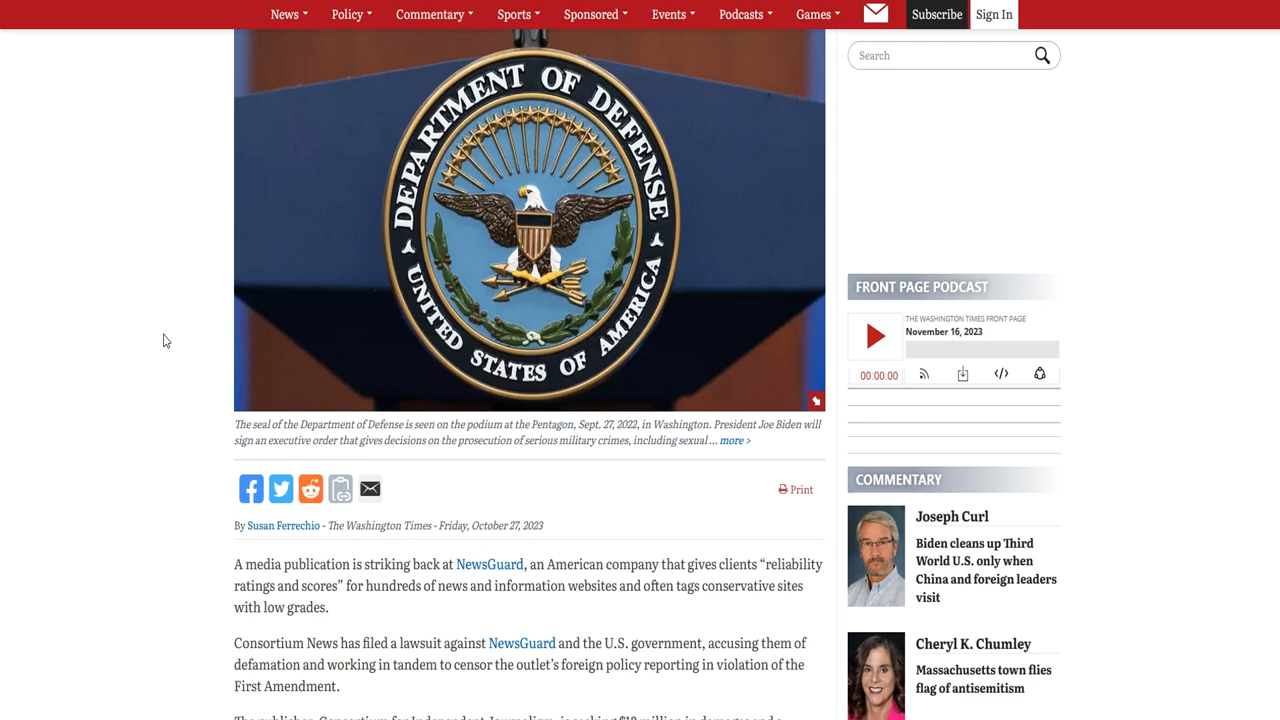 News Policy Commentary Sports Sponsored Events Podcasts Games Subscribe Sign In
DEPARTMENT OF DEFENSE
UNITED STATES OF AMERICA
The seal of the Department of Defense is seen on the podium at the Pentagon, Sept. 27, 2022, in Washington. President Joe Biden will
sign an executive order that gives decisions on the prosecution of serious military crimes, including sexual ... more >
Print
By Susan Ferrechio - The Washington Times - Friday, October 27, 2023
A media publication is striking back at NewsGuard, an American company that gives clients “reliability
ratings and scores” for hundreds of news and information websites and often tags conservative sites
with low grades.
Consortium News has filed a lawsuit against NewsGuard and the U.S. government, accusing them of
defamation and working in tandem to censor the outlet’s foreign policy reporting in violation of the
First Amendment.
Search
FRONT PAGE PODCAST
THE WASHINGTON TIMES FRONT PAGE
November 16, 2023
00:00:00
COMMENTARY
Joseph Curl
Biden cleans up Third
World U.S. only when
China and foreign leaders
visit
Cheryl K. Chumley
Massachusetts town flies
flag of antisemitism